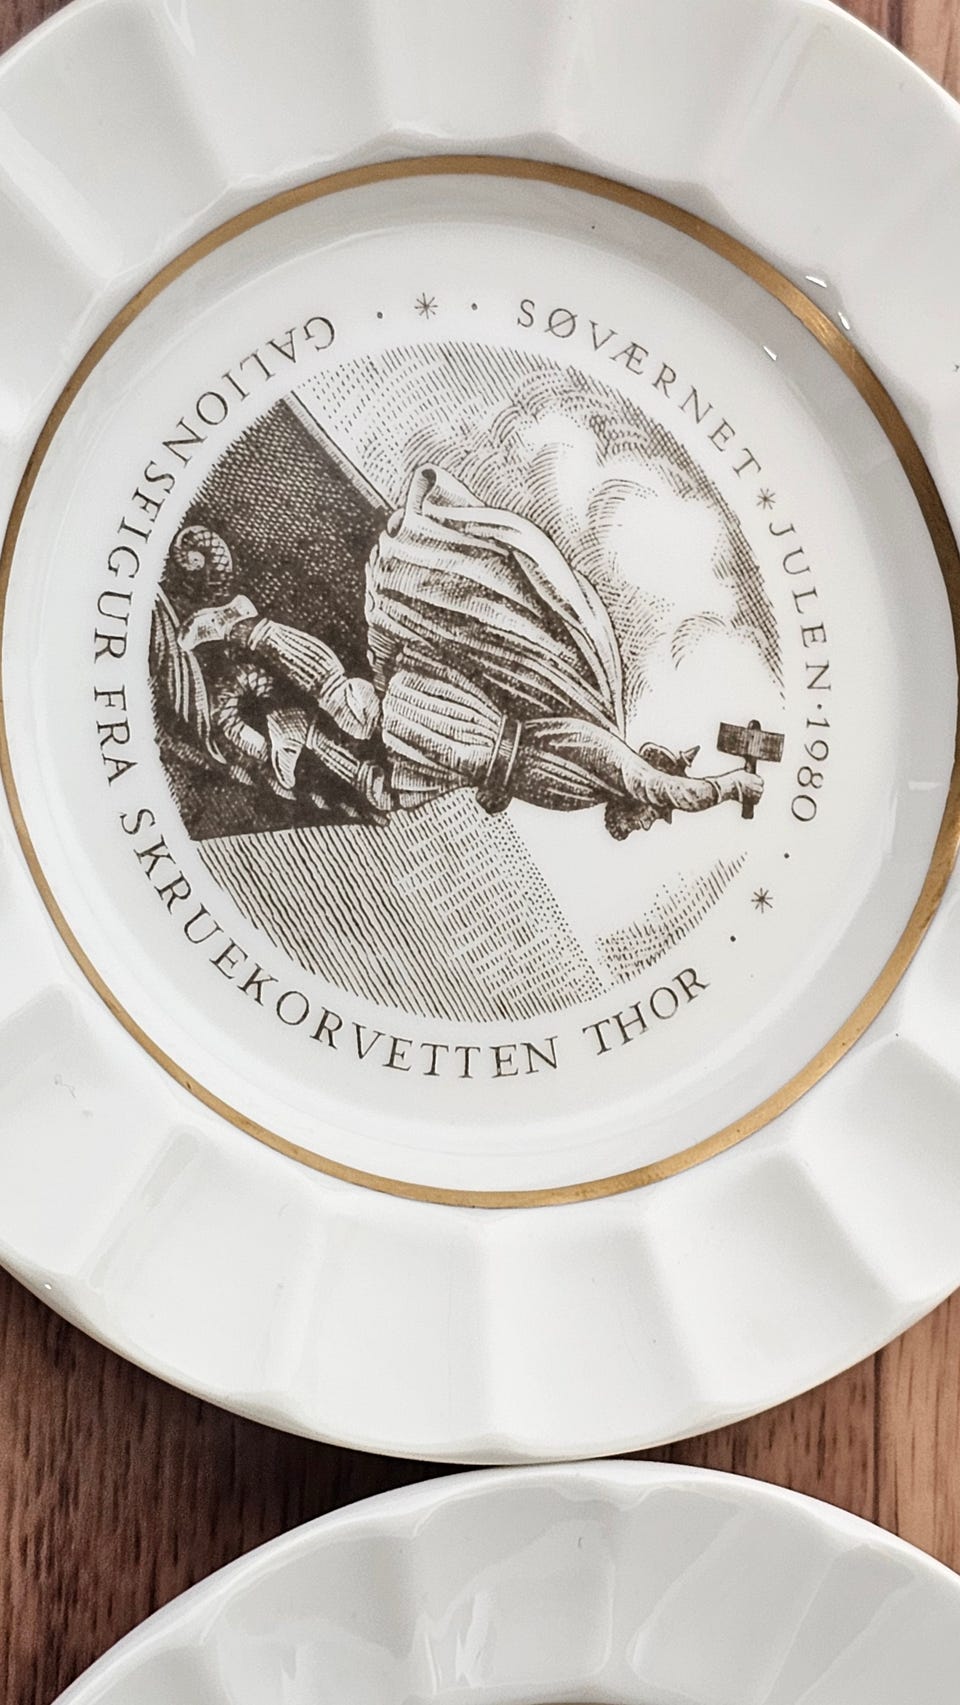 SØVÆRNET * JULEN · 1980
GALIONSFIGUR FRA SKRUEKORVETTEN THOR